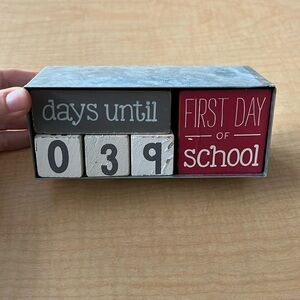 days until
039
FIRST DAY
OF
school